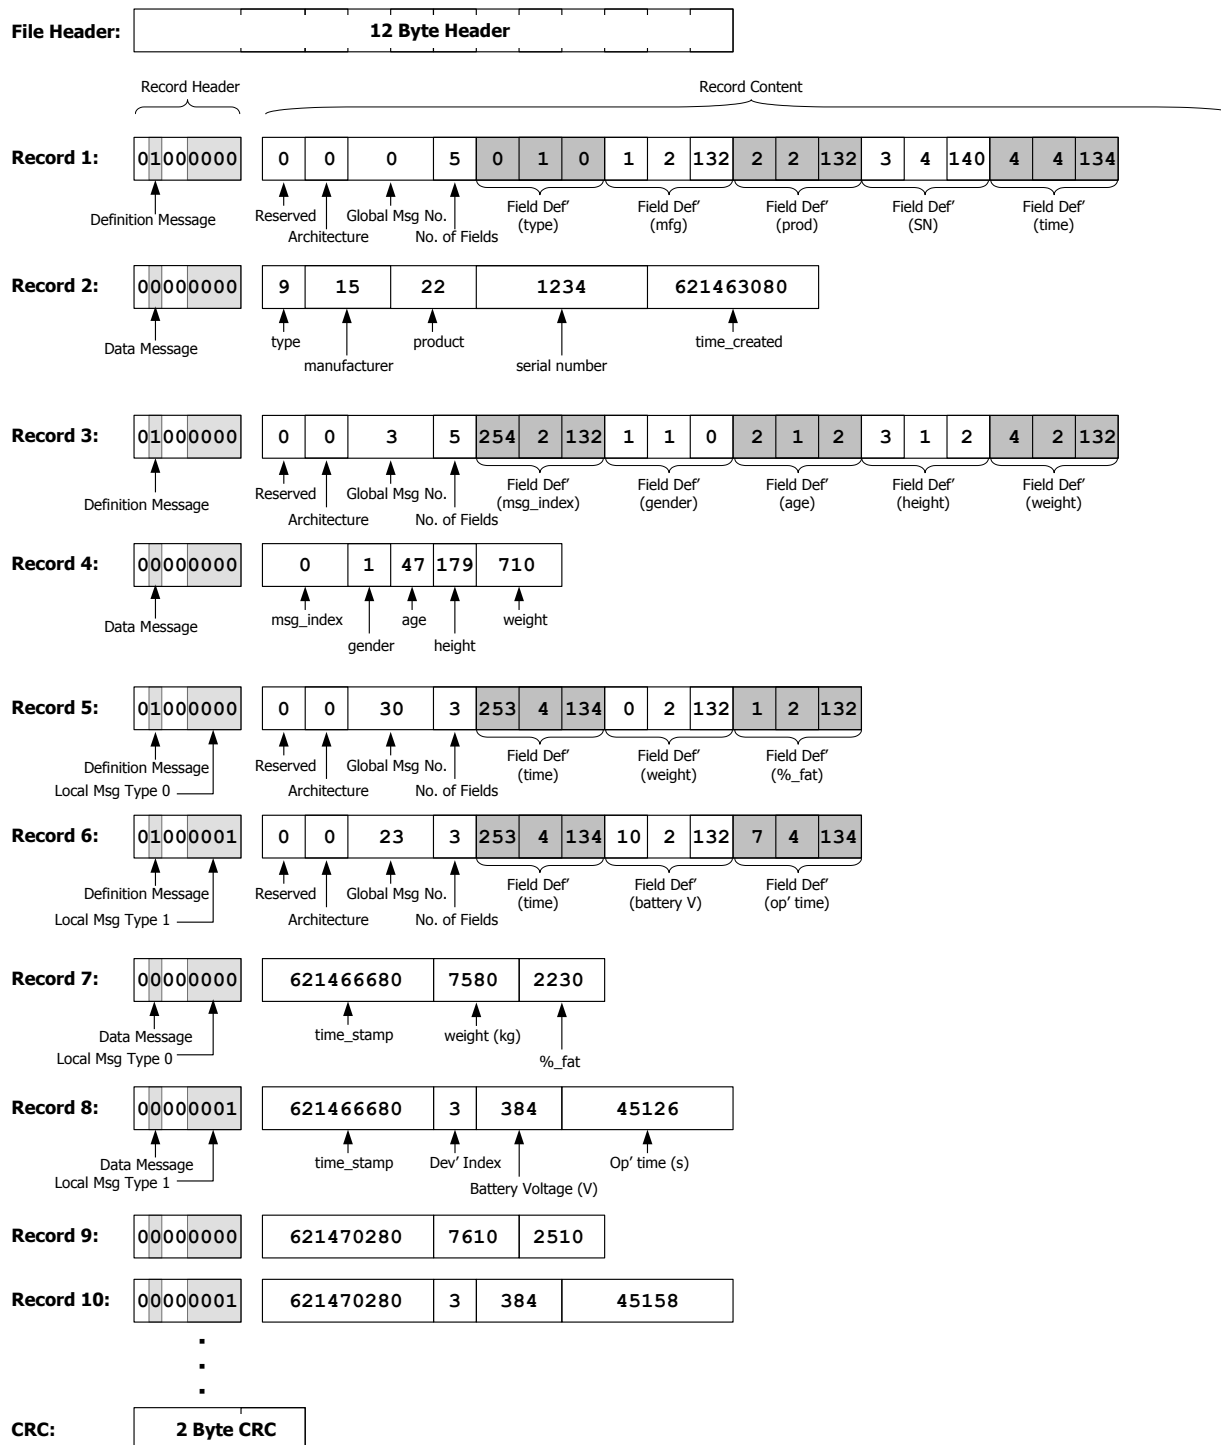 File Header: 12 Byte Header
Record Header Record Content
Record 1: 01000000 0 0 0 5 0 1 0 1 2 132 2 2 132 3 4 140 4 4 134
Reserved Global Msg No. Field Def’ Field Def’ Field Def’ Field Def’ Field Def’
Definition Message (type) (mfg) (prod) (SN) (time)
Architecture No. of Fields
Record 2: 00000000 9 15 22 1234 621463080
Data Message type product time_created
manufacturer serial number
Record 3: 01000000 0 0 3 5 254 2 132 1 1 0 2 1 2 3 1 2 4 2 132
Reserved Global Msg No. Field Def’ Field Def’ Field Def’ Field Def’ Field Def’
Definition Message (msg_index) (gender) (age) (height) (weight)
Architecture No. of Fields
Record 4: 00000000 0 1 47 179 710
Data Message msg_index age weight
gender height
Record 5: 01000000 0 0 30 3 253 4 134 0 2 132 1 2 132
Definition Message Reserved Global Msg No. Field Def’ Field Def’ Field Def’
(time) (weight) (%_fat)
Local Msg Type 0 Architecture No. of Fields
Record 6: 01000001 0 0 23 3 253 4 134 10 2 132 7 4 134
Definition Message Reserved Global Msg No. Field Def’ Field Def’ Field Def’
(time) (battery V) (op’ time)
Local Msg Type 1 Architecture No. of Fields
Record 7: 00000000 621466680 7580 2230
Data Message time_stamp weight (kg)
Local Msg Type 0 %_fat
Record 8: 00000001 621466680 3 384 45126
Data Message time_stamp Dev’ Index Op’ time (s)
Local Msg Type 1 Battery Voltage (V)
Record 9: 00000000 621470280 7610 2510
Record 10: 00000001 621470280 3 384 45158
CRC: 2 Byte CRC